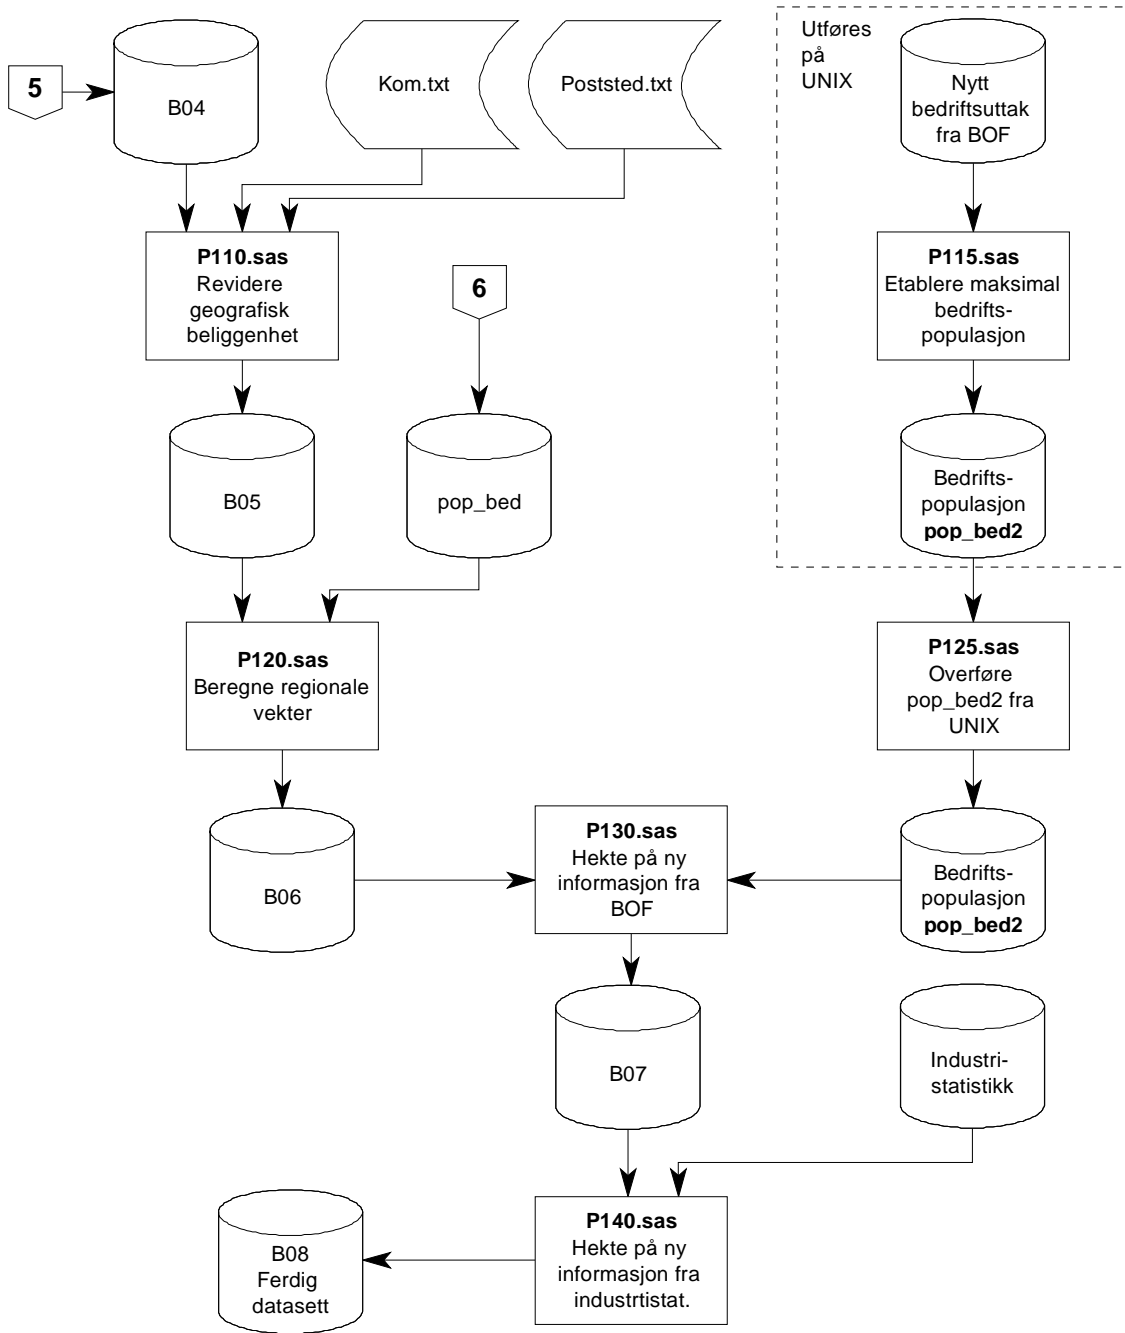 5
B04
Kom.txt
Poststed.txt
Utføres
på
UNIX
Nytt
bedriftsuttak
fra BOF
P110.sas
Revidere
geografisk
beliggenhet
6
P115.sas
Etablere maksimal
bedrifts-
populasjon
B05
pop_bed
Bedrifts-
populasjon
pop_bed2
P120.sas
Beregne regionale
vekter
P125.sas
Overføre
pop_bed2 fra
UNIX
B06
P130.sas
Hekte på ny
informasjon fra
BOF
Bedrifts-
populasjon
pop_bed2
B07
Industri-
statistikk
B08
Ferdig
datasett
P140.sas
Hekte på ny
informasjon fra
industrtistat.